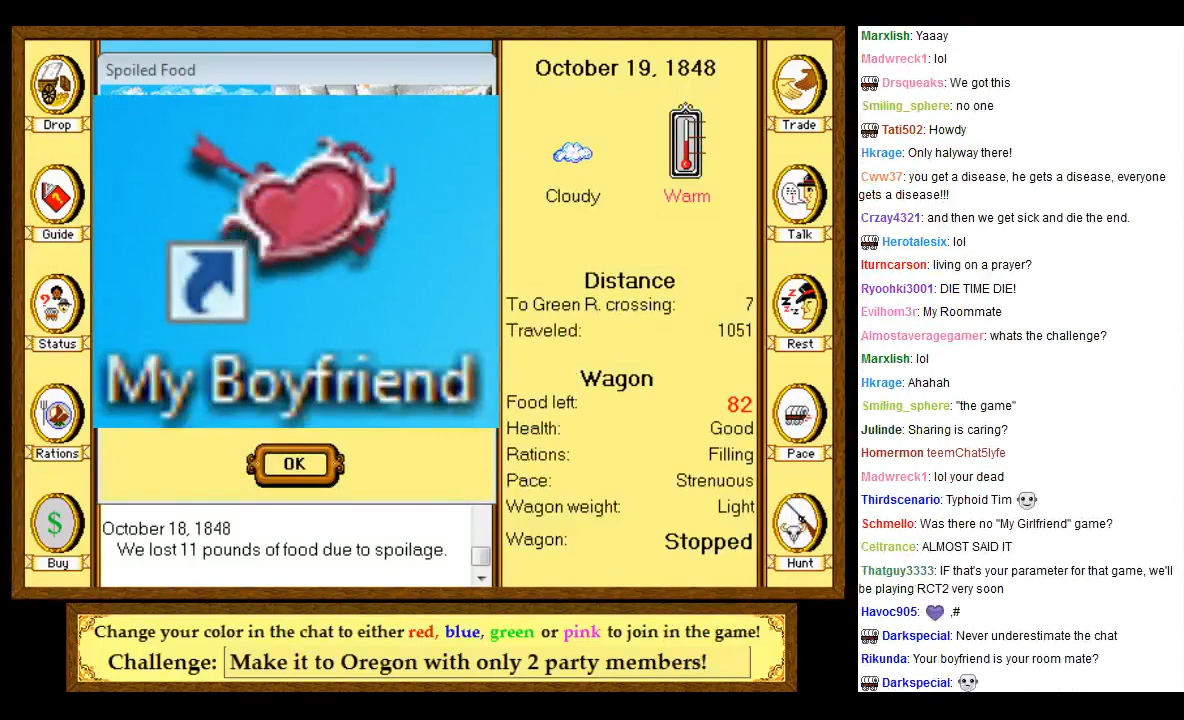 Spoiled Food
My Boyfriend
OK
October 18, 1848
We lost 11 pounds of food due to spoilage.
Drop
Guide
Status
Rations
Buy
$
October 19, 1848
Cloudy
Warm
Distance
To Green R. crossing: 7
Traveled: 1051
Wagon
Food left: 82
Health: Good
Rations: Filling
Pace: Strenuous
Wagon weight: Light
Wagon: Stopped
Trade
Talk
Rest
Pace
Hunt
Change your color in the chat to either red, blue, green or pink to join in the game!
Challenge: Make it to Oregon with only 2 party members!
Marxlish: Yaaay
Madwreck1: lol
Drsqueaks: We got this
Smiling_sphere: no one
Tati502: Howdy
Hkrage: Only halyway there!
Cww37: you get a disease, he gets a disease, everyone
gets a disease!!!
Crzay4321: and then we get sick and die the end.
Herotalesix: lol
Iturncarson: living on a prayer?
Ryoohki3001: DIE TIME DIE!
Evilhom3r: My Roommate
Almostaveragegamer: whats the challenge?
Marxlish: lol
Hkrage: Ahahah
Smiling_sphere: "the game"
Julinde: Sharing is caring?
Homermon teemChat5lyfe
Madwreck1: lol your dead
Thirdscenario: Typhoid Tim
Schmello: Was there no "My Girlfriend" game?
Celtrance: ALMOST SAID IT
Thatguy3333: IF that's your parameter for that game, we'll
be playing RCT2 very soon
Havoc905: ,#
Darkspecial: Never underestimate the chat
Rikunda: Your boyfriend is your room mate?
Darkspecial: